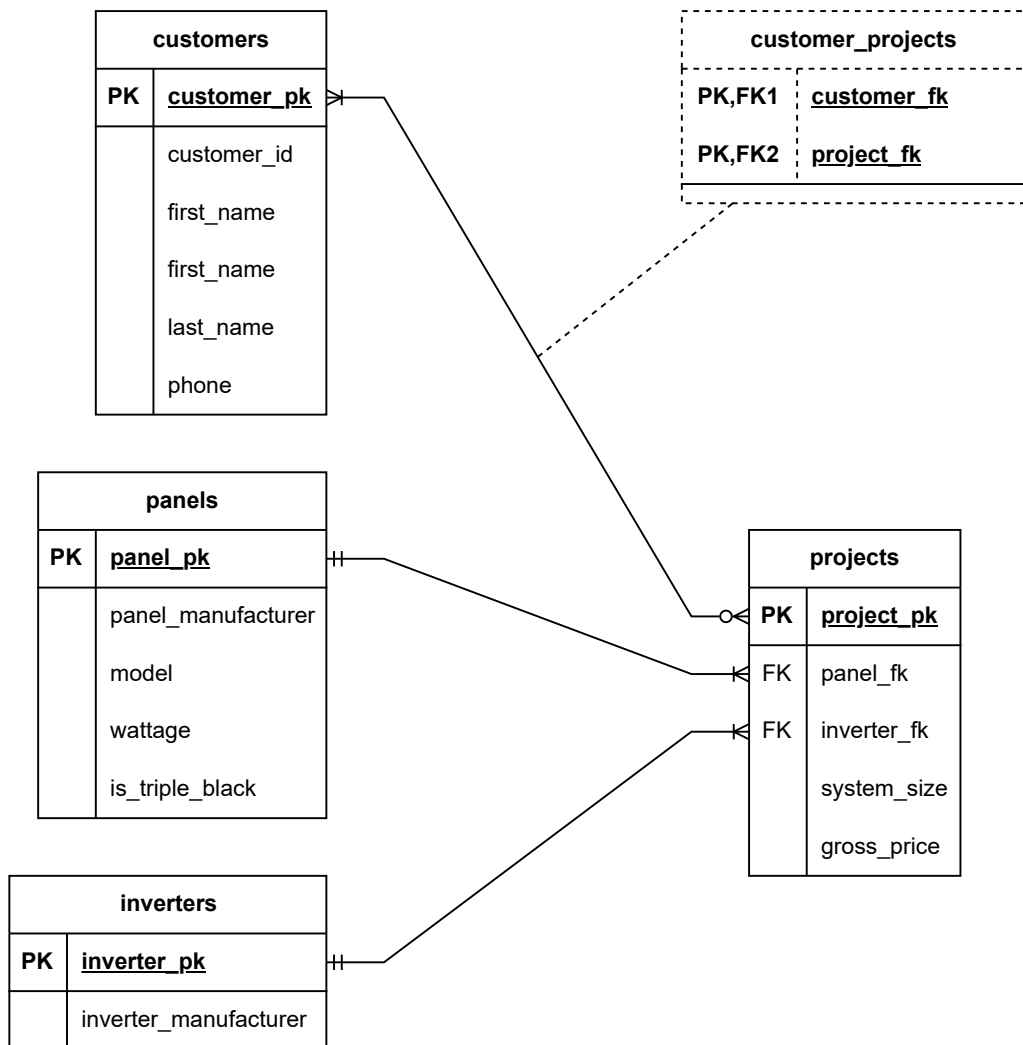 customers
PK customer_pk
customer_id
first_name
first_name
last_name
phone
customer_projects
PK,FK1 customer_fk
PK,FK2 project_fk
panels
PK panel_pk
panel_manufacturer
model
wattage
is_triple_black
projects
PK project_pk
FK panel_fk
FK inverter_fk
system_size
gross_price
inverters
PK inverter_pk
inverter_manufacturer